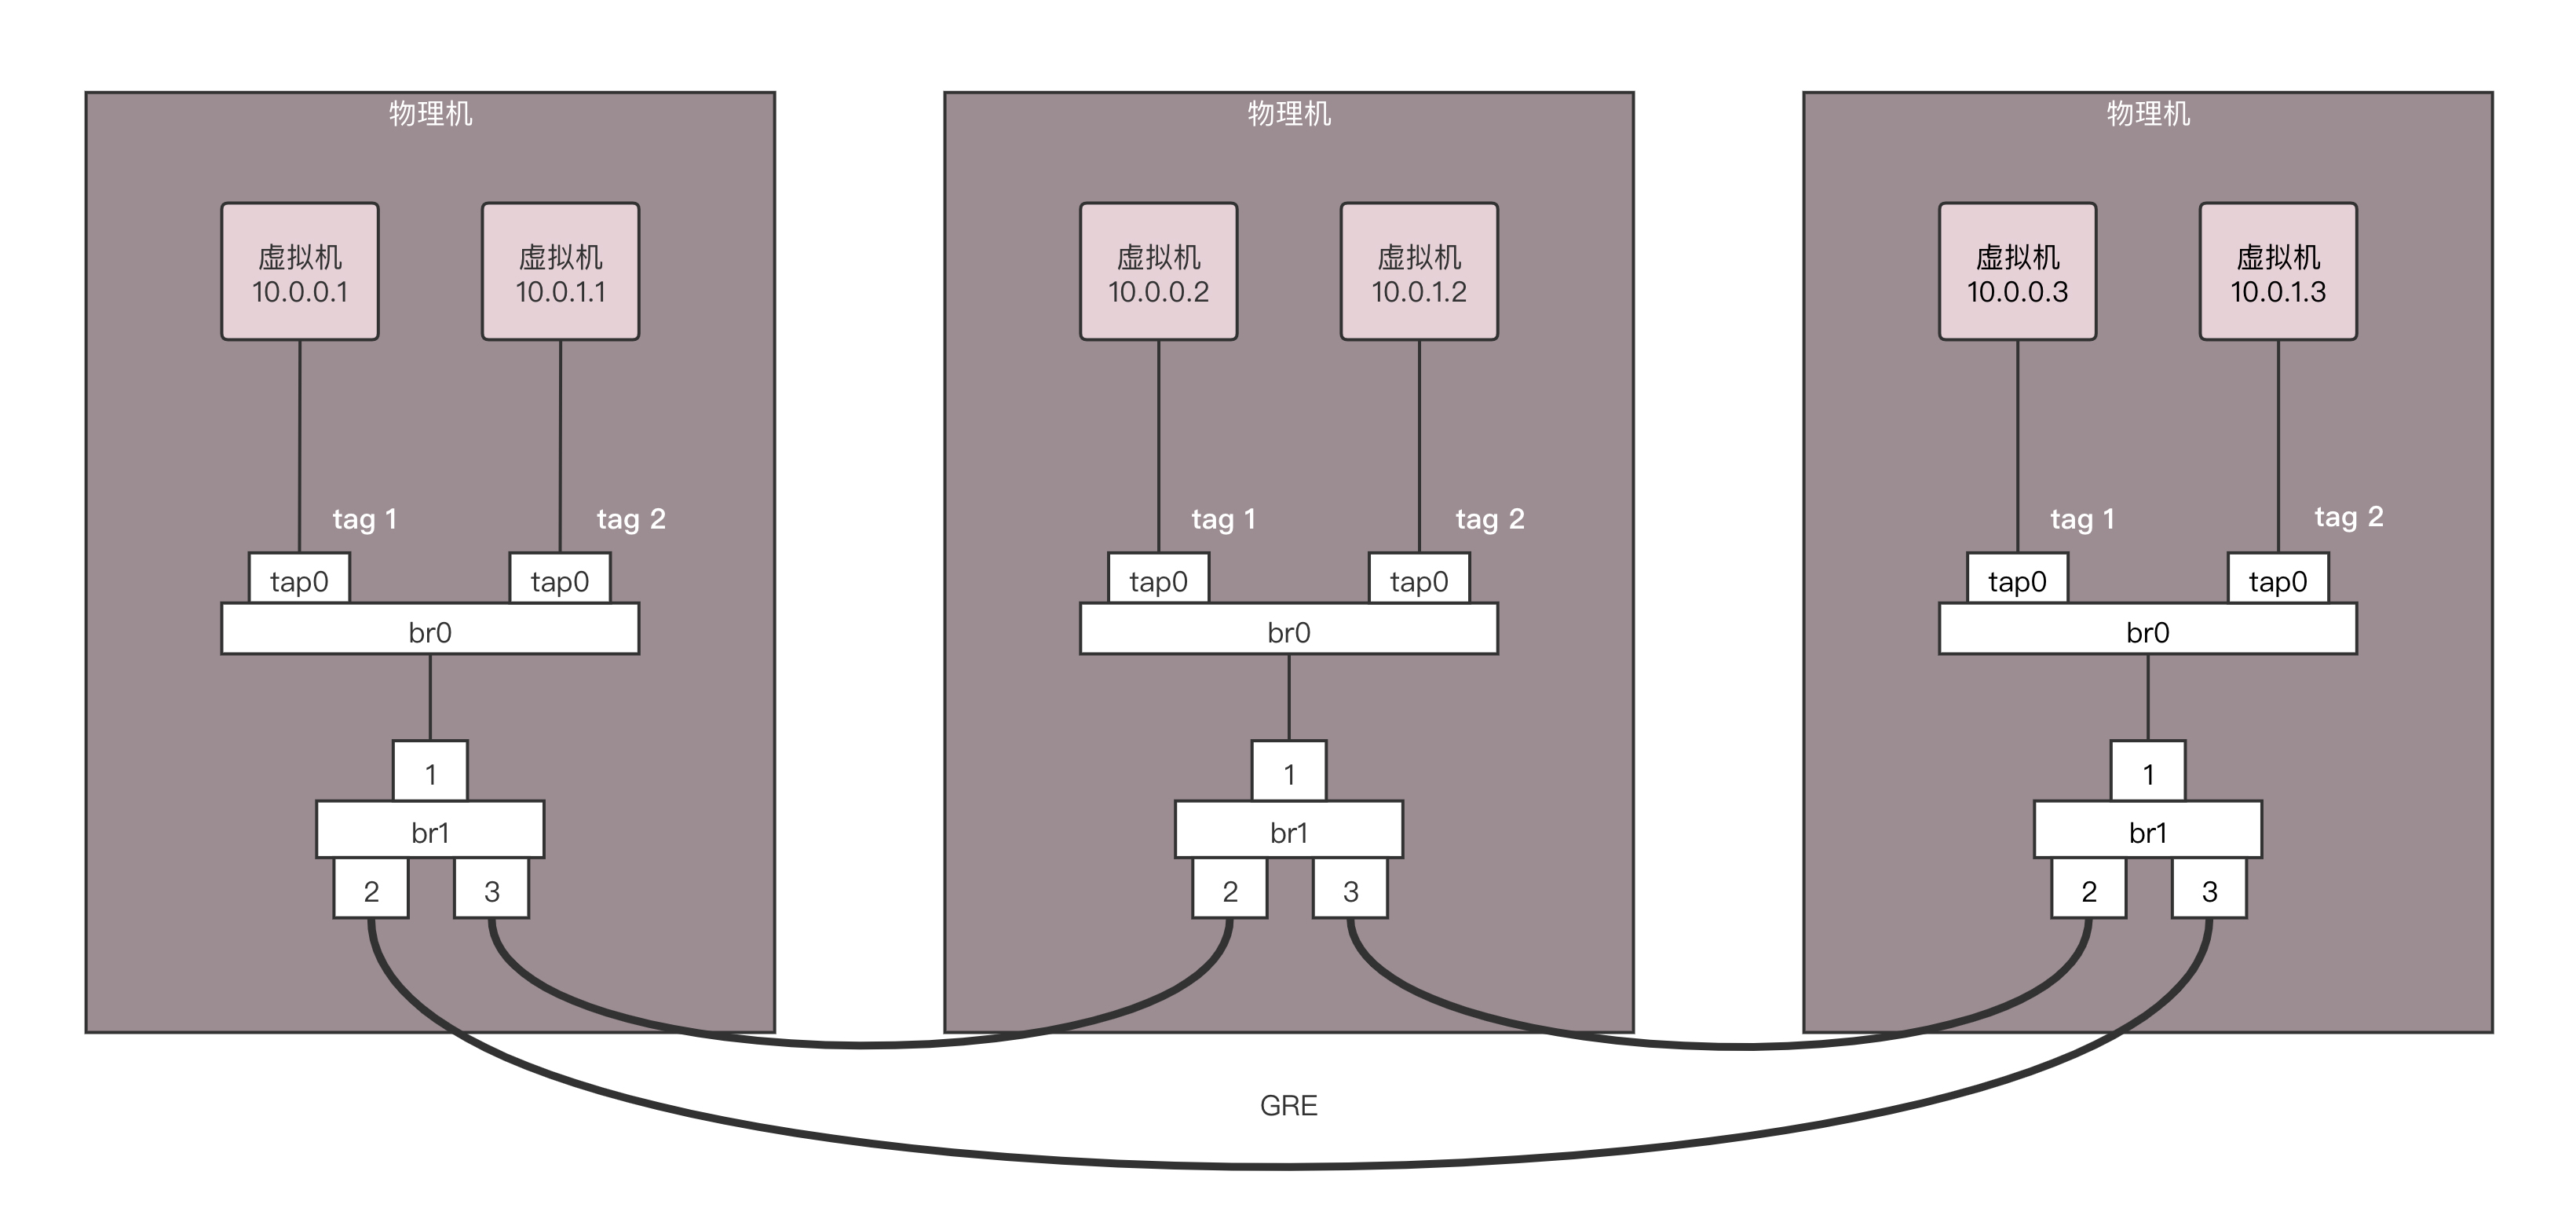 物理机
虚拟机
10.0.0.1
虚拟机
10.0.1.1
tag 1
tag 2
tap0
tap0
br0
1
br1
2
3
物理机
虚拟机
10.0.0.2
虚拟机
10.0.1.2
tag 1
tag 2
tap0
tap0
br0
1
br1
2
3
物理机
虚拟机
10.0.0.3
虚拟机
10.0.1.3
tag 1
tag 2
tap0
tap0
br0
1
br1
2
3
GRE